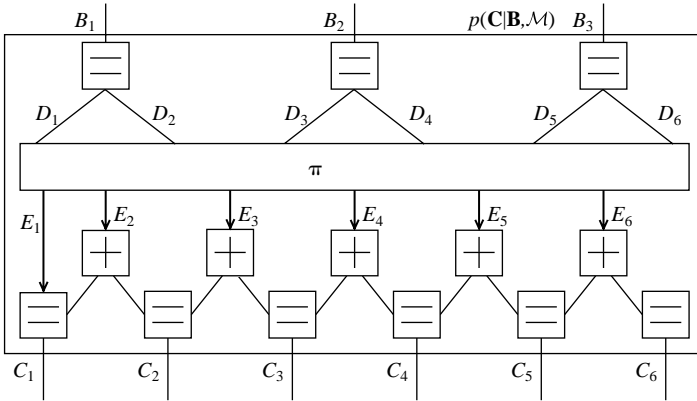 B₁ B₂ p(C|B,ℳ) B₃
D₁ D₂ D₃ D₄ D₅ D₆
π
E₁ E₂ E₃ E₄ E₅ E₆
C₁ C₂ C₃ C₄ C₅ C₆